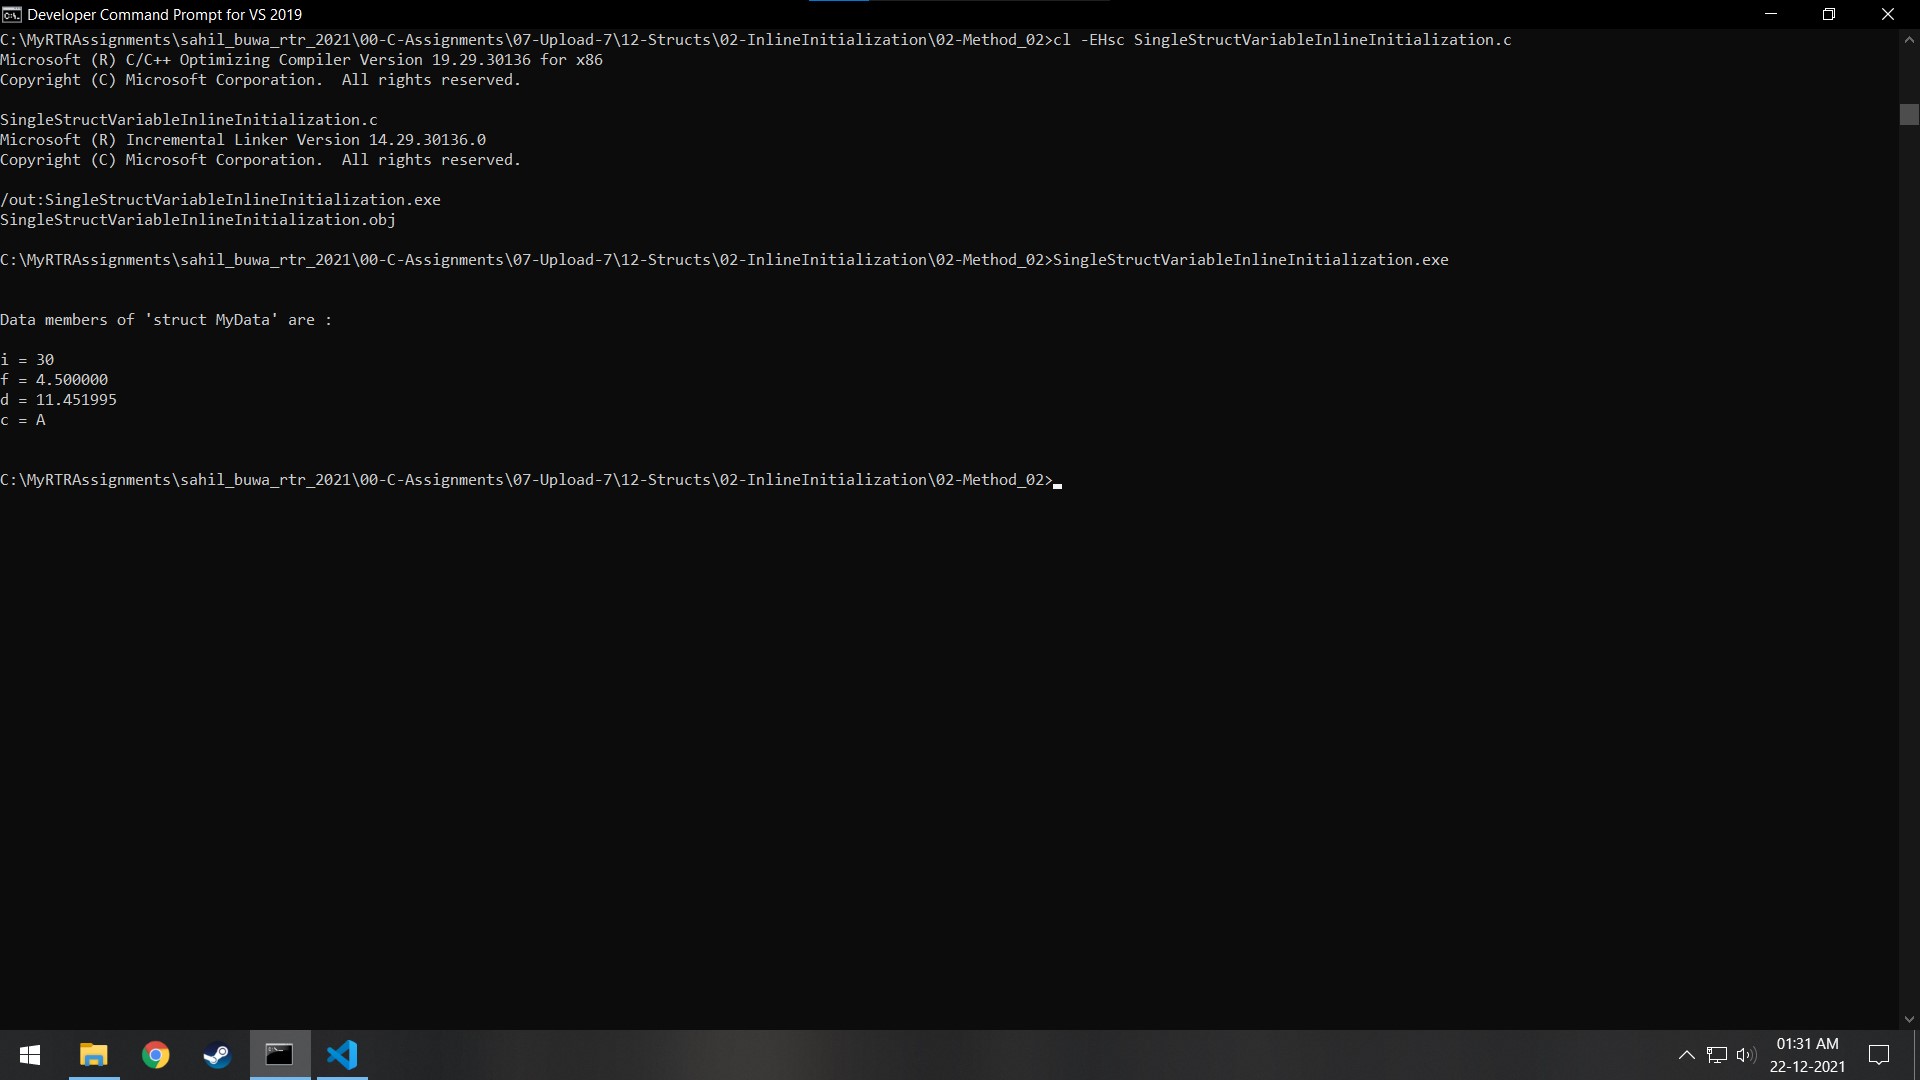 Developer Command Prompt for VS 2019
C:\MyRTRAssignments\sahil_buwa_rtr_2021\00-C-Assignments\07-Upload-7\12-Structs\02-InlineInitialization\02-Method_02>cl -EHsc SingleStructVariableInlineInitialization.c
Microsoft (R) C/C++ Optimizing Compiler Version 19.29.30136 for x86
Copyright (C) Microsoft Corporation.  All rights reserved.
SingleStructVariableInlineInitialization.c
Microsoft (R) Incremental Linker Version 14.29.30136.0
Copyright (C) Microsoft Corporation.  All rights reserved.
/out:SingleStructVariableInlineInitialization.exe
SingleStructVariableInlineInitialization.obj
C:\MyRTRAssignments\sahil_buwa_rtr_2021\00-C-Assignments\07-Upload-7\12-Structs\02-InlineInitialization\02-Method_02>SingleStructVariableInlineInitialization.exe
Data members of 'struct MyData' are :
i = 30
f = 4.500000
d = 11.451995
c = A
C:\MyRTRAssignments\sahil_buwa_rtr_2021\00-C-Assignments\07-Upload-7\12-Structs\02-InlineInitialization\02-Method_02>
01:31 AM
22-12-2021